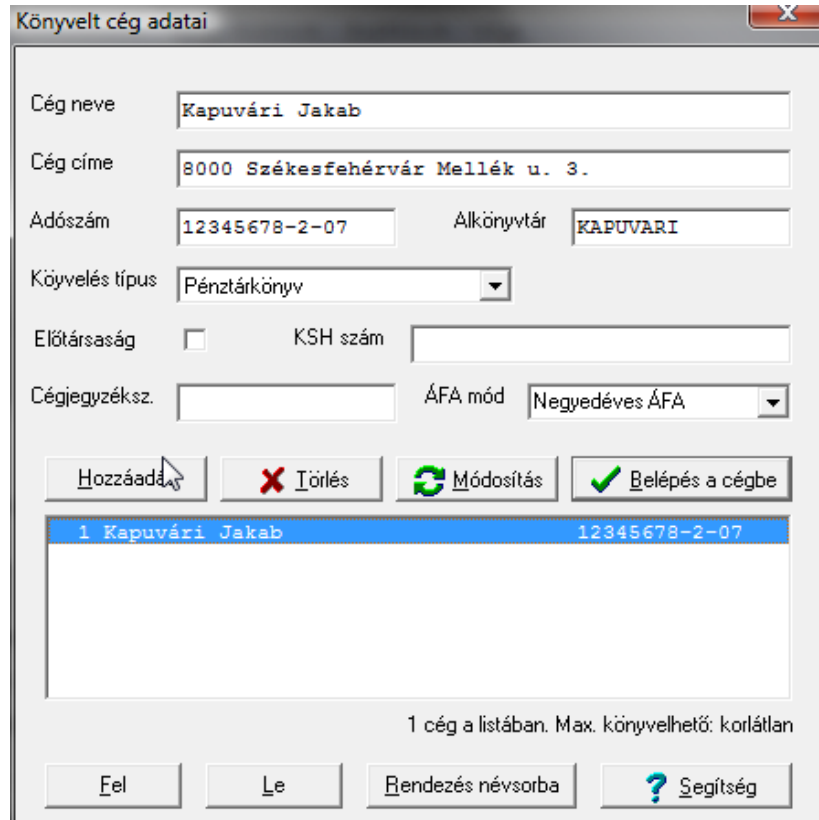 Könyvelt cég adatai
Cég neve Kapuvári Jakab
Cég címe 8000 Székesfehérvár Mellék u. 3.
Adószám 12345678-2-07 Alkönyvtár KAPUVARI
Köyvelés típus Pénztárkönyv
Előtársaság KSH szám
Cégjegyzéksz. ÁFA mód Negyedéves ÁFA
Hozzáadá Törlés Módosítás Belépés a cégbe
1 Kapuvári Jakab 12345678-2-07
1 cég a listában. Max. könyvelhető: korlátlan
Fel Le Rendezés névsorba Segítség